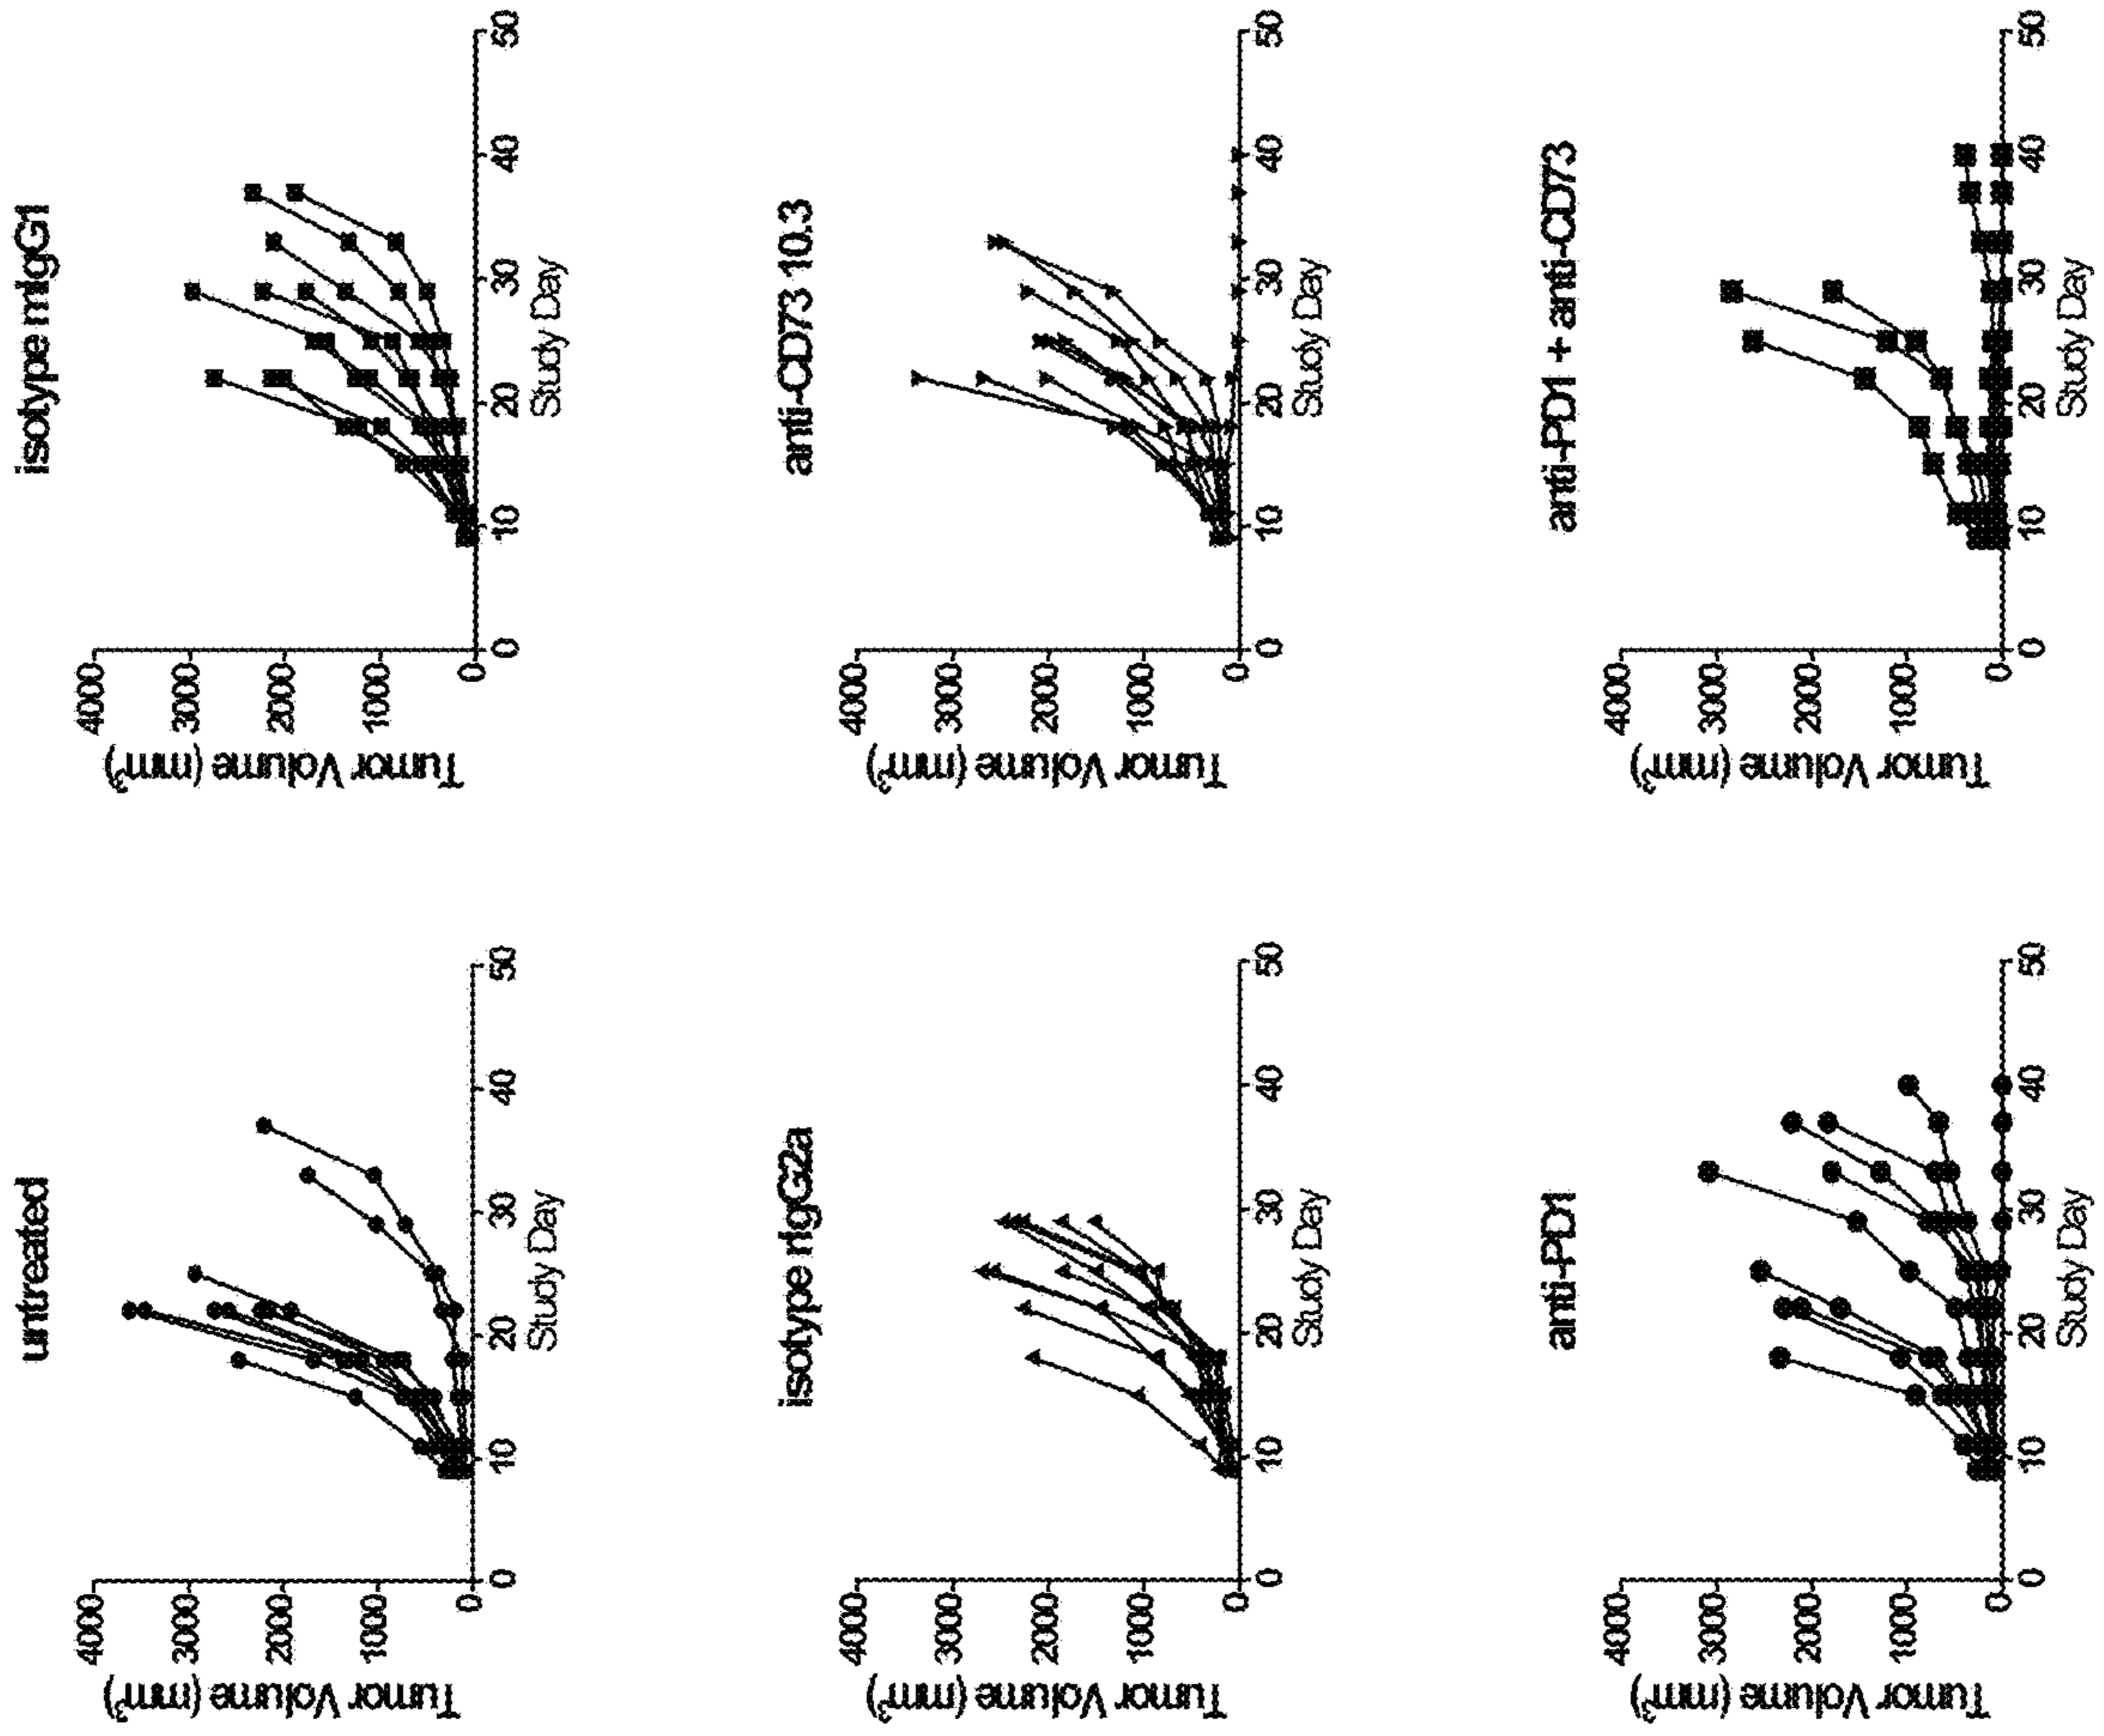 untreated
Tumor Volume (mm³)
4000
3000
2000
1000
0
0 10 20 30 40 50
Study Day
isotype mIgG1
Tumor Volume (mm³)
4000
3000
2000
1000
0
0 10 20 30 40 50
Study Day
isotype rIgG2a
Tumor Volume (mm³)
4000
3000
2000
1000
0
0 10 20 30 40 50
Study Day
anti-CD73 10.3
Tumor Volume (mm³)
4000
3000
2000
1000
0
0 10 20 30 40 50
Study Day
anti-PD1
Tumor Volume (mm³)
4000
3000
2000
1000
0
0 10 20 30 40 50
Study Day
anti-PD1 + anti-CD73
Tumor Volume (mm³)
4000
3000
2000
1000
0
0 10 20 30 40 50
Study Day